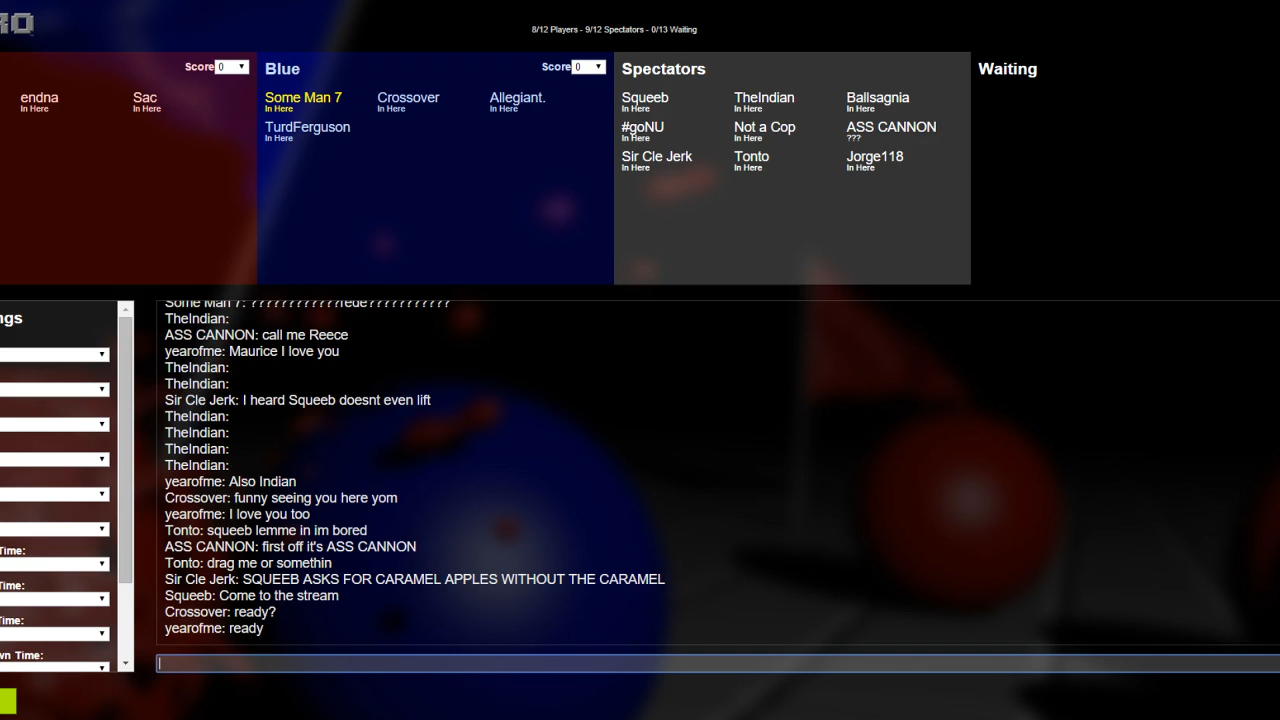 RO
8/12 Players - 9/12 Spectators - 0/13 Waiting
Score 0
endna
In Here
Sac
In Here
Blue
Score 0
Some Man 7
In Here
Crossover
In Here
Allegiant.
In Here
TurdFerguson
In Here
Spectators
Squeeb
In Here
TheIndian
In Here
Ballsagnia
In Here
#goNU
In Here
Not a Cop
In Here
ASS CANNON
???
Sir Cle Jerk
In Here
Tonto
In Here
Jorge118
In Here
Waiting
ngs
Time:
Time:
Time:
wn Time:
Some Man 7: ???????????rede???????????
TheIndian:
ASS CANNON: call me Reece
yearofme: Maurice I love you
TheIndian:
TheIndian:
Sir Cle Jerk: I heard Squeeb doesnt even lift
TheIndian:
TheIndian:
TheIndian:
TheIndian:
yearofme: Also Indian
Crossover: funny seeing you here yom
yearofme: I love you too
Tonto: squeeb lemme in im bored
ASS CANNON: first off it's ASS CANNON
Tonto: drag me or somethin
Sir Cle Jerk: SQUEEB ASKS FOR CARAMEL APPLES WITHOUT THE CARAMEL
Squeeb: Come to the stream
Crossover: ready?
yearofme: ready